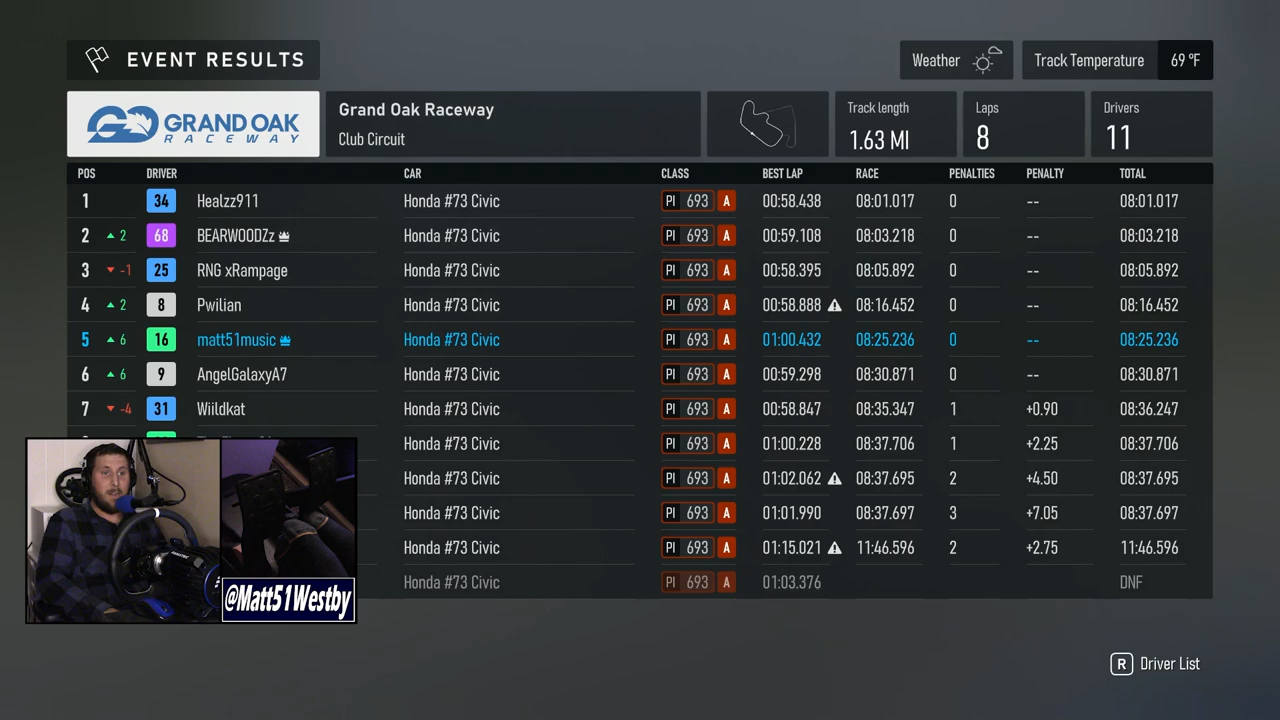 EVENT RESULTS
Weather
Track Temperature 69 °F
GRAND OAK
RACEWAY
Grand Oak Raceway
Club Circuit
Track length
1.63 MI
Laps
8
Drivers
11
POS DRIVER CAR CLASS BEST LAP RACE PENALTIES PENALTY TOTAL
1 34 Healzz911 Honda #73 Civic PI 693 A 00:58.438 08:01.017 0 -- 08:01.017
2 2 68 BEARWOODZz Honda #73 Civic PI 693 A 00:59.108 08:03.218 0 -- 08:03.218
3 -1 25 RNG xRampage Honda #73 Civic PI 693 A 00:58.395 08:05.892 0 -- 08:05.892
4 2 8 Pwilian Honda #73 Civic PI 693 A 00:58.888 08:16.452 0 -- 08:16.452
5 6 16 matt51music Honda #73 Civic PI 693 A 01:00.432 08:25.236 0 -- 08:25.236
6 6 9 AngelGalaxyA7 Honda #73 Civic PI 693 A 00:59.298 08:30.871 0 -- 08:30.871
7 -4 31 Wiildkat Honda #73 Civic PI 693 A 00:58.847 08:35.347 1 +0.90 08:36.247
Honda #73 Civic PI 693 A 01:00.228 08:37.706 1 +2.25 08:37.706
Honda #73 Civic PI 693 A 01:02.062 08:37.695 2 +4.50 08:37.695
Honda #73 Civic PI 693 A 01:01.990 08:37.697 3 +7.05 08:37.697
Honda #73 Civic PI 693 A 01:15.021 11:46.596 2 +2.75 11:46.596
Honda #73 Civic PI 693 A 01:03.376 DNF
@Matt51Westby
R Driver List